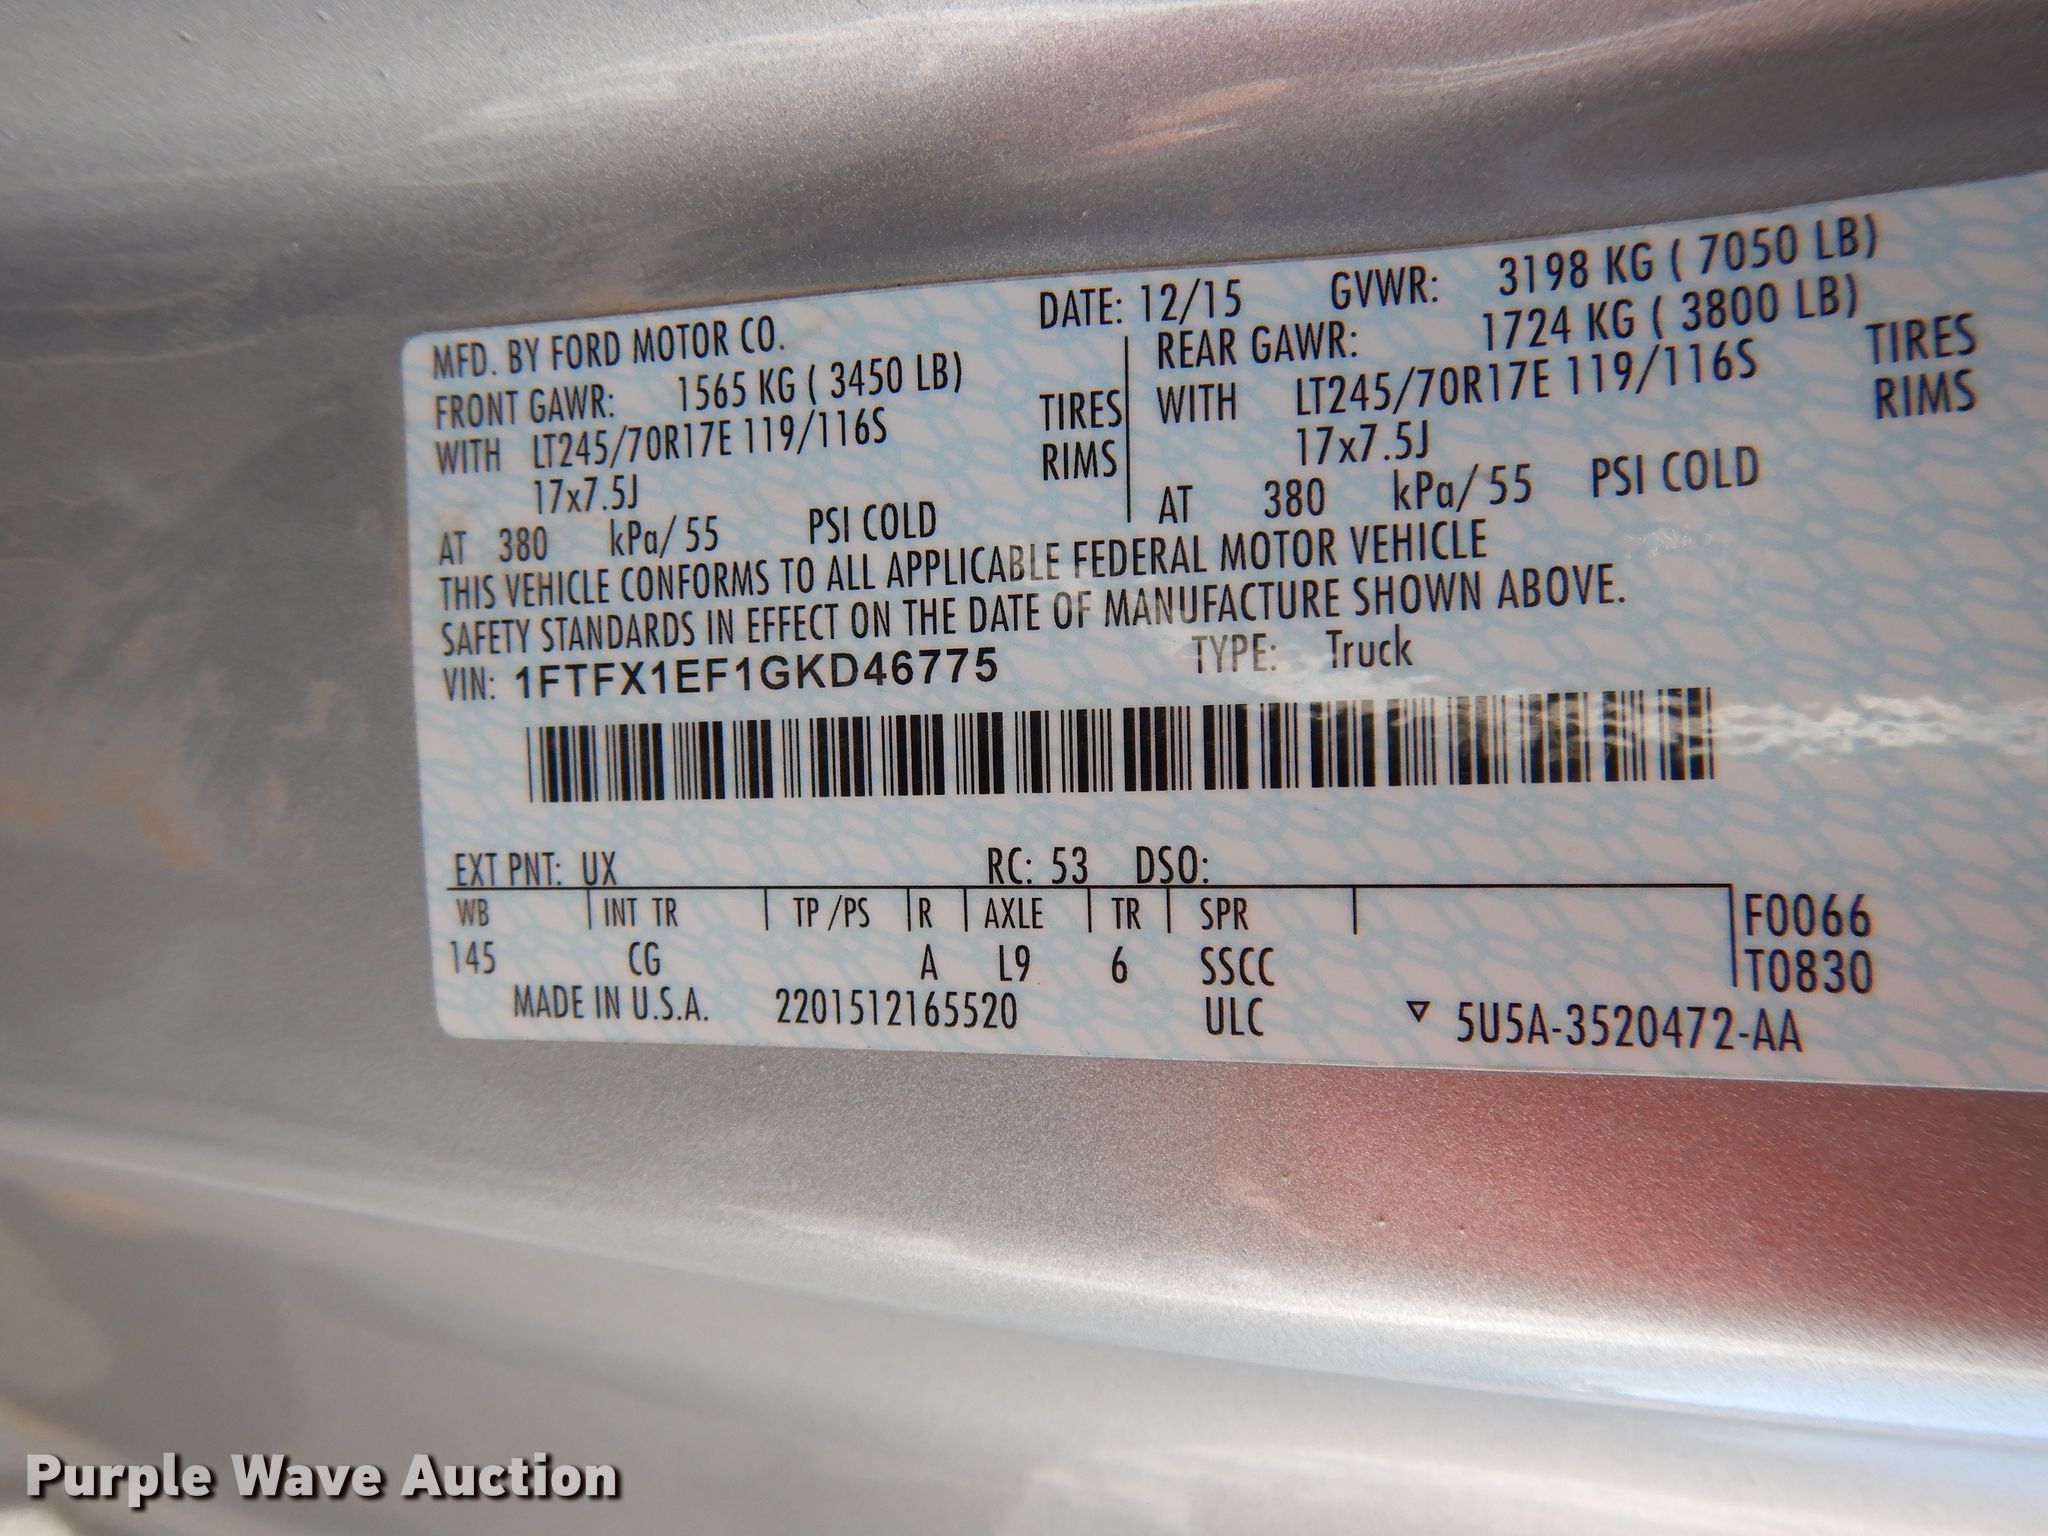 MFD. BY FORD MOTOR CO. DATE: 12/15 GVWR: 3198 KG ( 7050 LB)
FRONT GAWR: 1565 KG ( 3450 LB) REAR GAWR: 1724 KG ( 3800 LB)
WITH LT245/70R17E 119/116S TIRES WITH LT245/70R17E 119/116S TIRES
17x7.5J RIMS 17x7.5J RIMS
AT 380 kPa/ 55 PSI COLD AT 380 kPa/ 55 PSI COLD
THIS VEHICLE CONFORMS TO ALL APPLICABLE FEDERAL MOTOR VEHICLE
SAFETY STANDARDS IN EFFECT ON THE DATE OF MANUFACTURE SHOWN ABOVE.
VIN: 1FTFX1EF1GKD46775 TYPE: Truck
EXT PNT: UX RC: 53 DSO:
WB INT TR TP /PS R AXLE TR SPR F0066
145 CG A L9 6 SSCC T0830
MADE IN U.S.A. 2201512165520 ULC ▽ 5U5A-3520472-AA
Purple Wave Auction